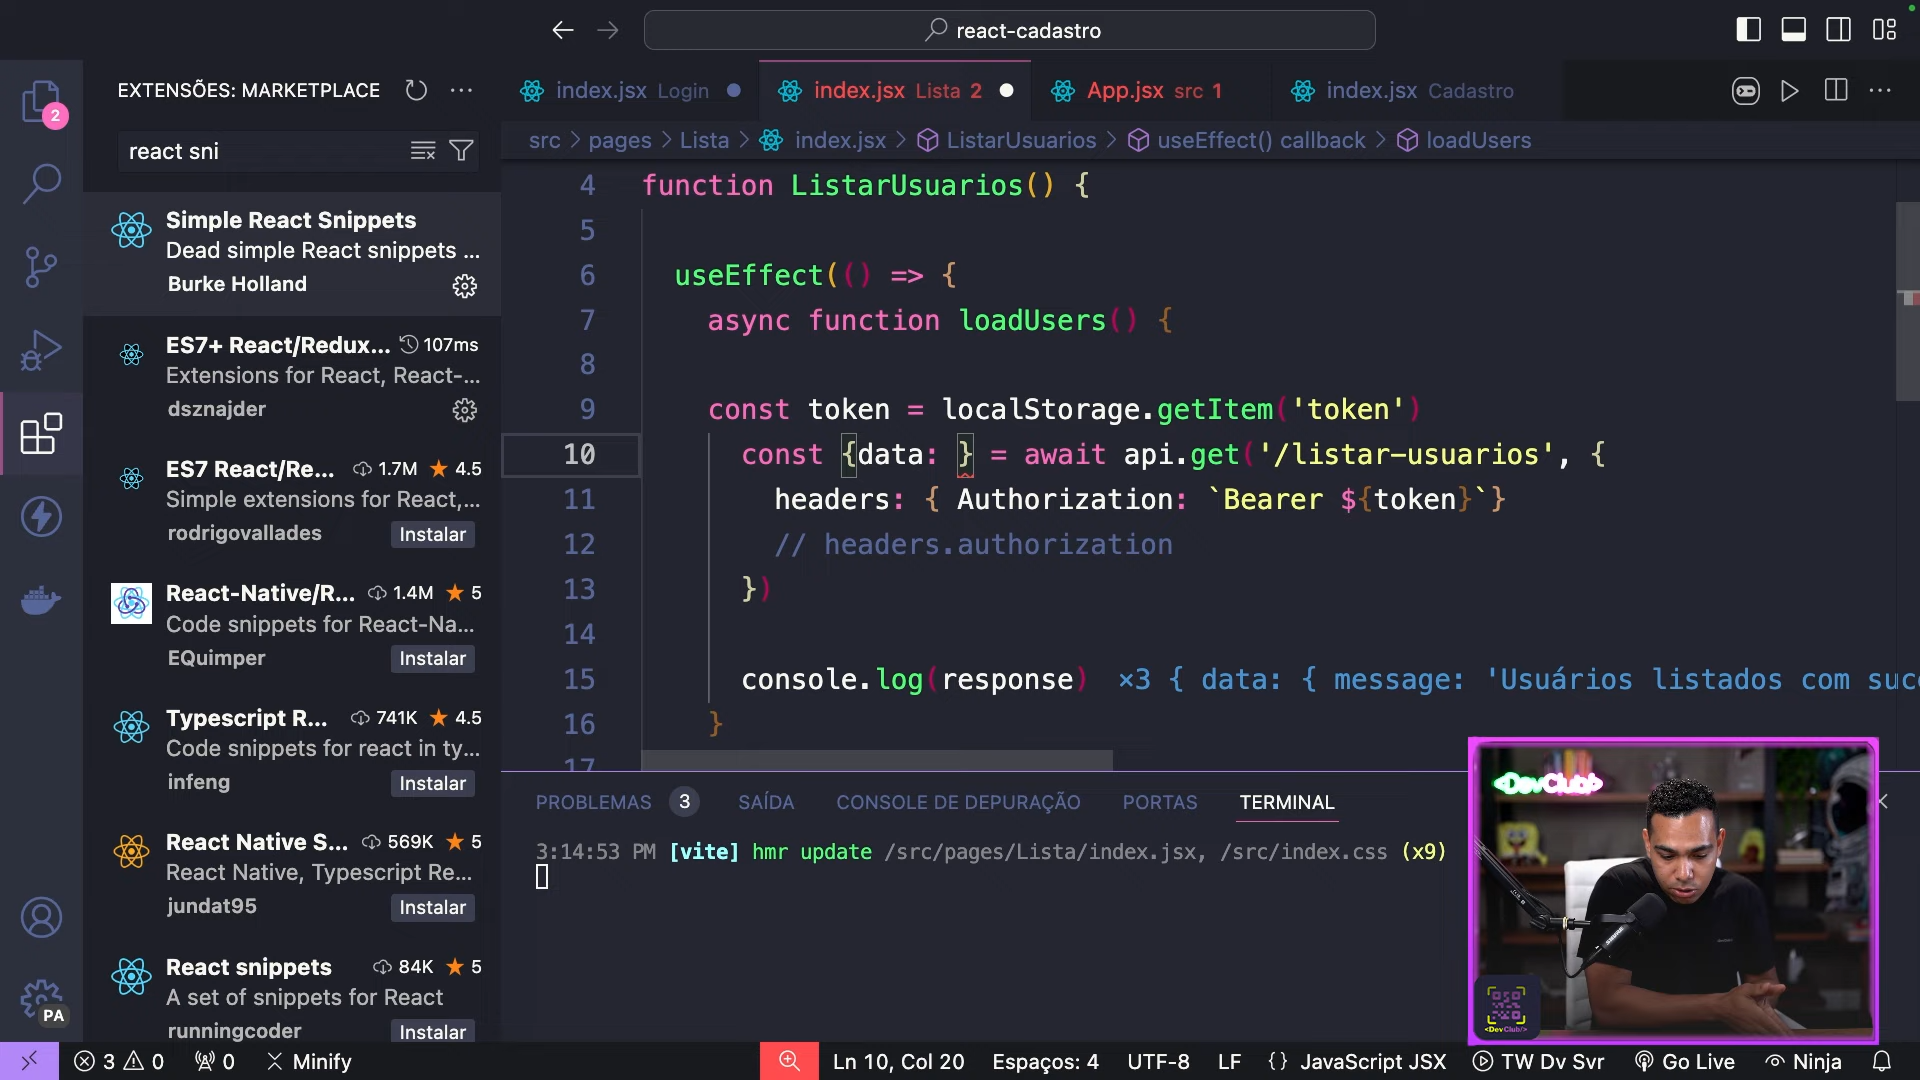 react-cadastro
EXTENSÕES: MARKETPLACE
react sni
2
Simple React Snippets
Dead simple React snippets ...
Burke Holland
ES7+ React/Redux... 107ms
Extensions for React, React-...
dsznajder
ES7 React/Re... 1.7M 4.5
Simple extensions for React,...
rodrigovallades Instalar
React-Native/R... 1.4M 5
Code snippets for React-Na...
EQuimper Instalar
Typescript R... 741K 4.5
Code snippets for react in ty...
infeng Instalar
React Native S... 569K 5
React Native, Typescript Re...
jundat95 Instalar
React snippets 84K 5
A set of snippets for React
runningcoder Instalar
PA
index.jsx Login index.jsx Lista 2 App.jsx src 1 index.jsx Cadastro
src > pages > Lista > index.jsx > ListarUsuarios > useEffect() callback > loadUsers
4 function ListarUsuarios() {
5
6 useEffect(() => {
7 async function loadUsers() {
8
9 const token = localStorage.getItem('token')
10 const {data: } = await api.get('/listar-usuarios', {
11 headers: { Authorization: `Bearer ${token}`}
12 // headers.authorization
13 })
14
15 console.log(response) ×3 { data: { message: 'Usuários listados com suc
16 }
17
PROBLEMAS 3 SAÍDA CONSOLE DE DEPURAÇÃO PORTAS TERMINAL
3:14:53 PM [vite] hmr update /src/pages/Lista/index.jsx, /src/index.css (x9)
<DevClub/>
<DevClub/>
3 0 0 Minify Ln 10, Col 20 Espaços: 4 UTF-8 LF {} JavaScript JSX TW Dv Svr Go Live Ninja